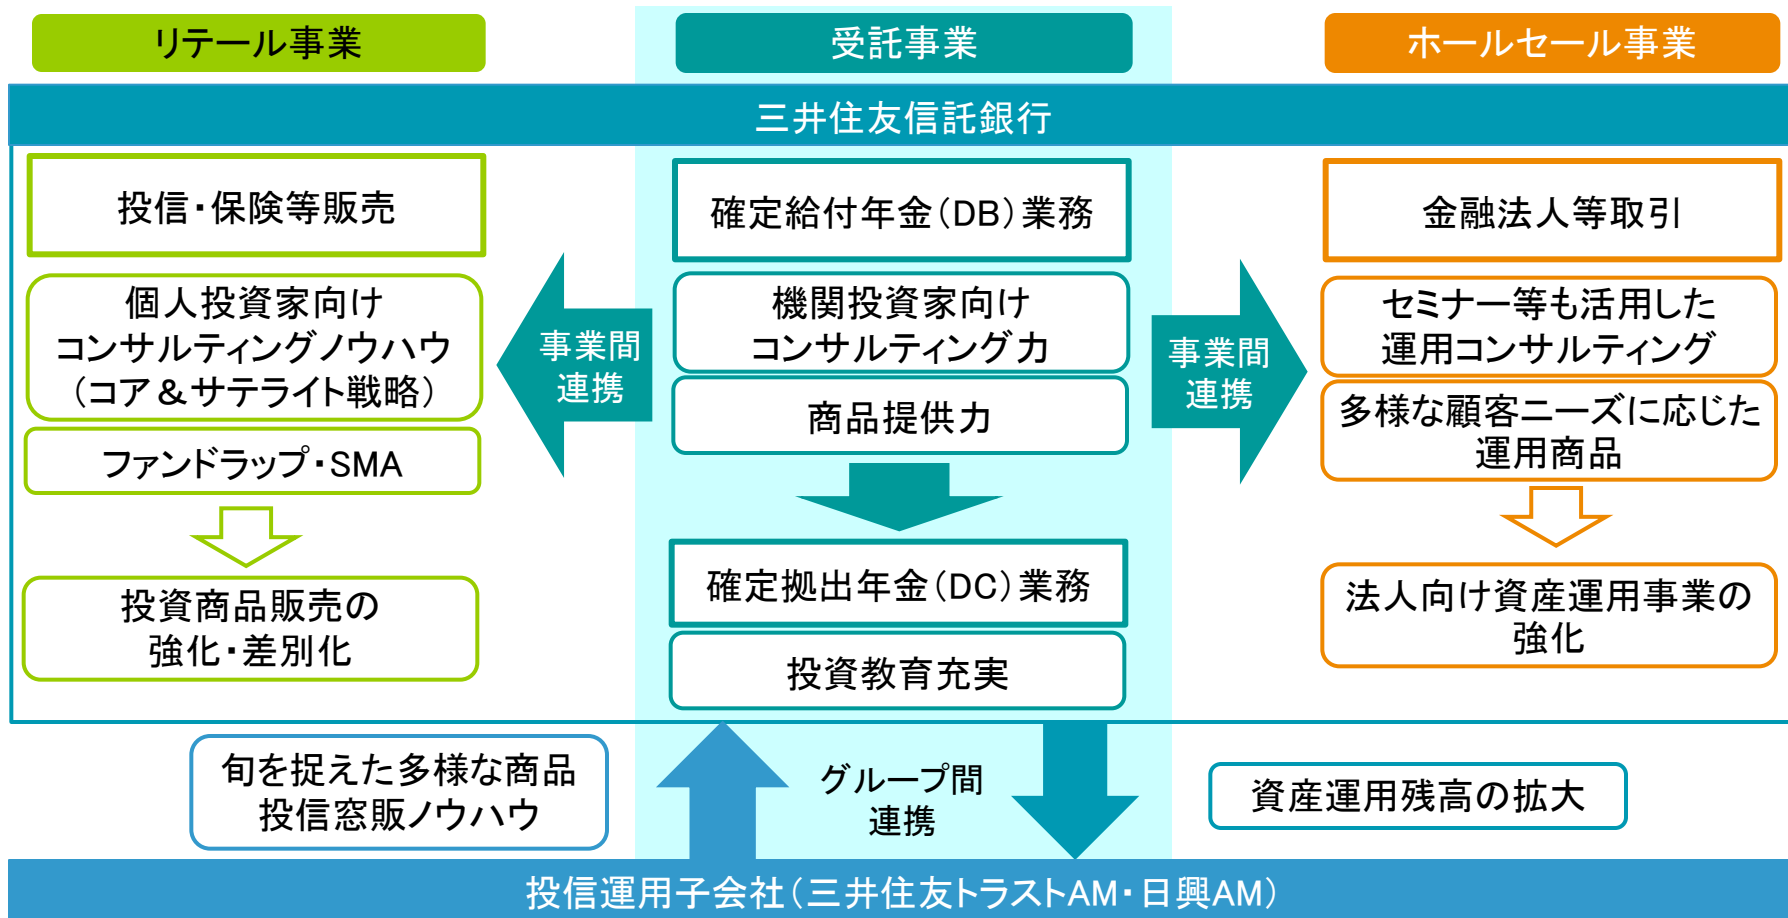 リテール事業
受託事業
ホールセール事業
三井住友信託銀行
投信・保険等販売
個人投資家向け
コンサルティングノウハウ
（コア＆サテライト戦略）
ファンドラップ・SMA
投資商品販売の
強化・差別化
事業間
連携
確定給付年金（DB）業務
機関投資家向け
コンサルティング力
商品提供力
確定拠出年金（DC）業務
投資教育充実
事業間
連携
金融法人等取引
セミナー等も活用した
運用コンサルティング
多様な顧客ニーズに応じた
運用商品
法人向け資産運用事業の
強化
旬を捉えた多様な商品
投信窓販ノウハウ
グループ間
連携
資産運用残高の拡大
投信運用子会社（三井住友トラストAM・日興AM）